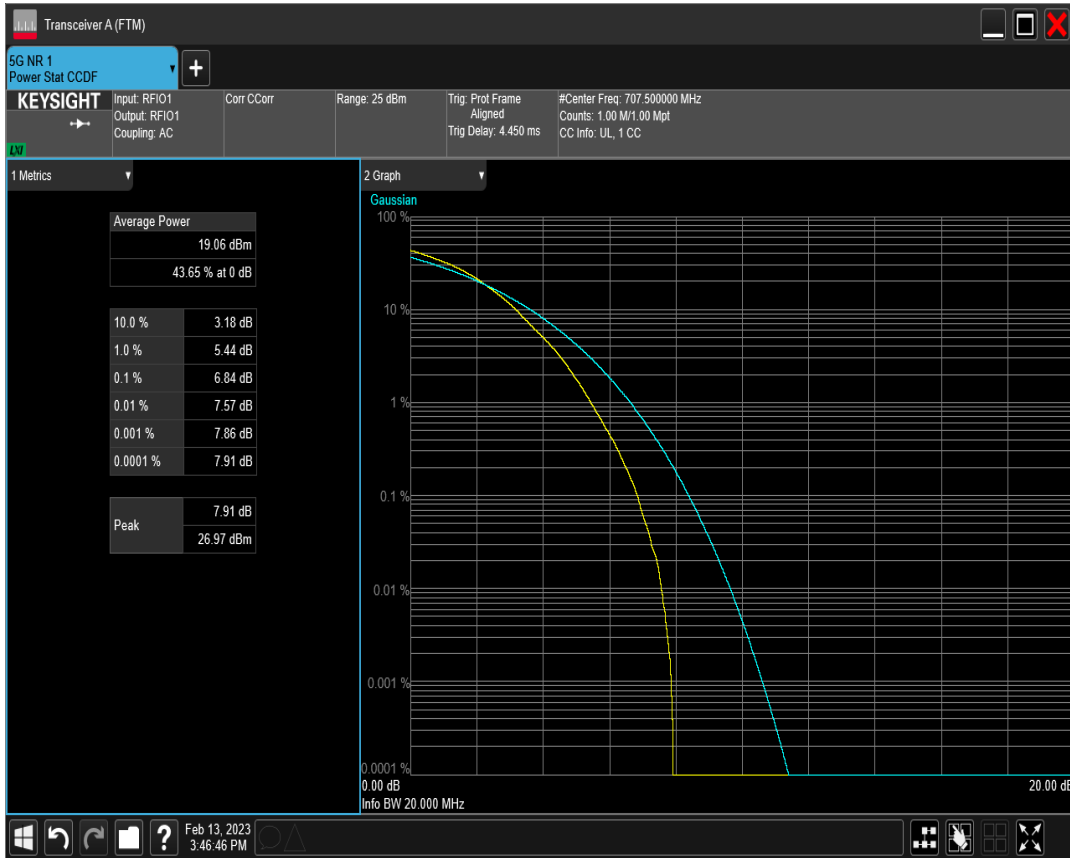 Transceiver A (FTM)
5G NR 1
Power Stat CCDF
+
KEYSIGHT
LXI
Input: RFIO1
Output: RFIO1
Coupling: AC
Corr CCorr
Range: 25 dBm
Trig: Prot Frame
Aligned
Trig Delay: 4.450 ms
#Center Freq: 707.500000 MHz
Counts: 1.00 M/1.00 Mpt
CC Info: UL, 1 CC
1 Metrics
Average Power
19.06 dBm
43.65 % at 0 dB
10.0 % 3.18 dB
1.0 % 5.44 dB
0.1 % 6.84 dB
0.01 % 7.57 dB
0.001 % 7.86 dB
0.0001 % 7.91 dB
Peak
7.91 dB
26.97 dBm
2 Graph
Gaussian
100 %
10 %
1 %
0.1 %
0.01 %
0.001 %
0.0001 %
0.00 dB 20.00 dB
Info BW 20.000 MHz
?
Feb 13, 2023
3:46:46 PM